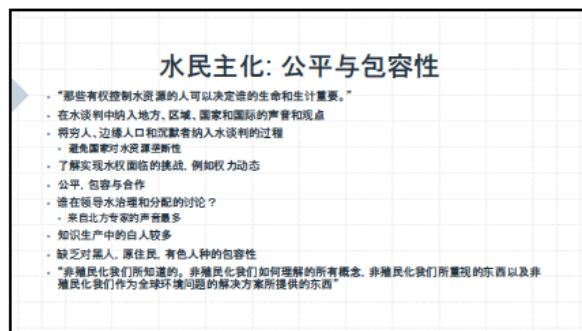 水民主化: 公平与包容性
• “那些有权控制水资源的人可以决定谁的生命和生计重要。”
• 在水谈判中纳入地方、区域、国家和国际的声音和观点
• 将穷人、边缘人口和沉默者纳入水谈判的过程
• 避免国家对水资源垄断性
• 了解实现水权面临的挑战, 例如权力动态
• 公平, 包容与合作
• 谁在领导水治理和分配的讨论？
• 来自北方专家的声音最多
• 知识生产中的白人较多
• 缺乏对黑人, 原住民, 有色人种的包容性
• “非殖民化我们所知道的。非殖民化我们如何理解的所有概念, 非殖民化我们所重视的东西以及非
殖民化我们作为全球环境问题的解决方案所提供的东西”